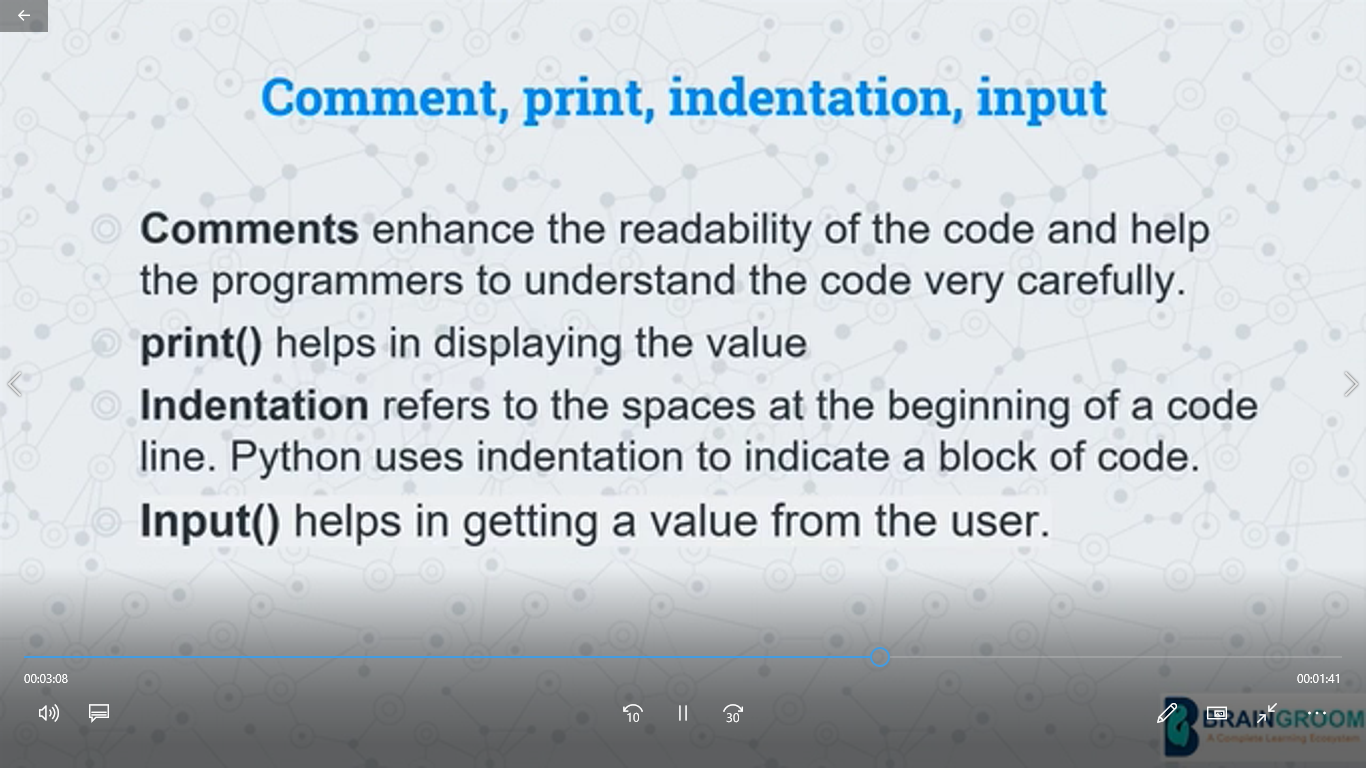 Comment, print, indentation, input
Comments enhance the readability of the code and help
the programmers to understand the code very carefully.
print() helps in displaying the value
Indentation refers to the spaces at the beginning of a code
line. Python uses indentation to indicate a block of code.
Input() helps in getting a value from the user.
00:03:08
00:01:41
10
30
BRAINGROOM
A Complete Learning Ecosystem